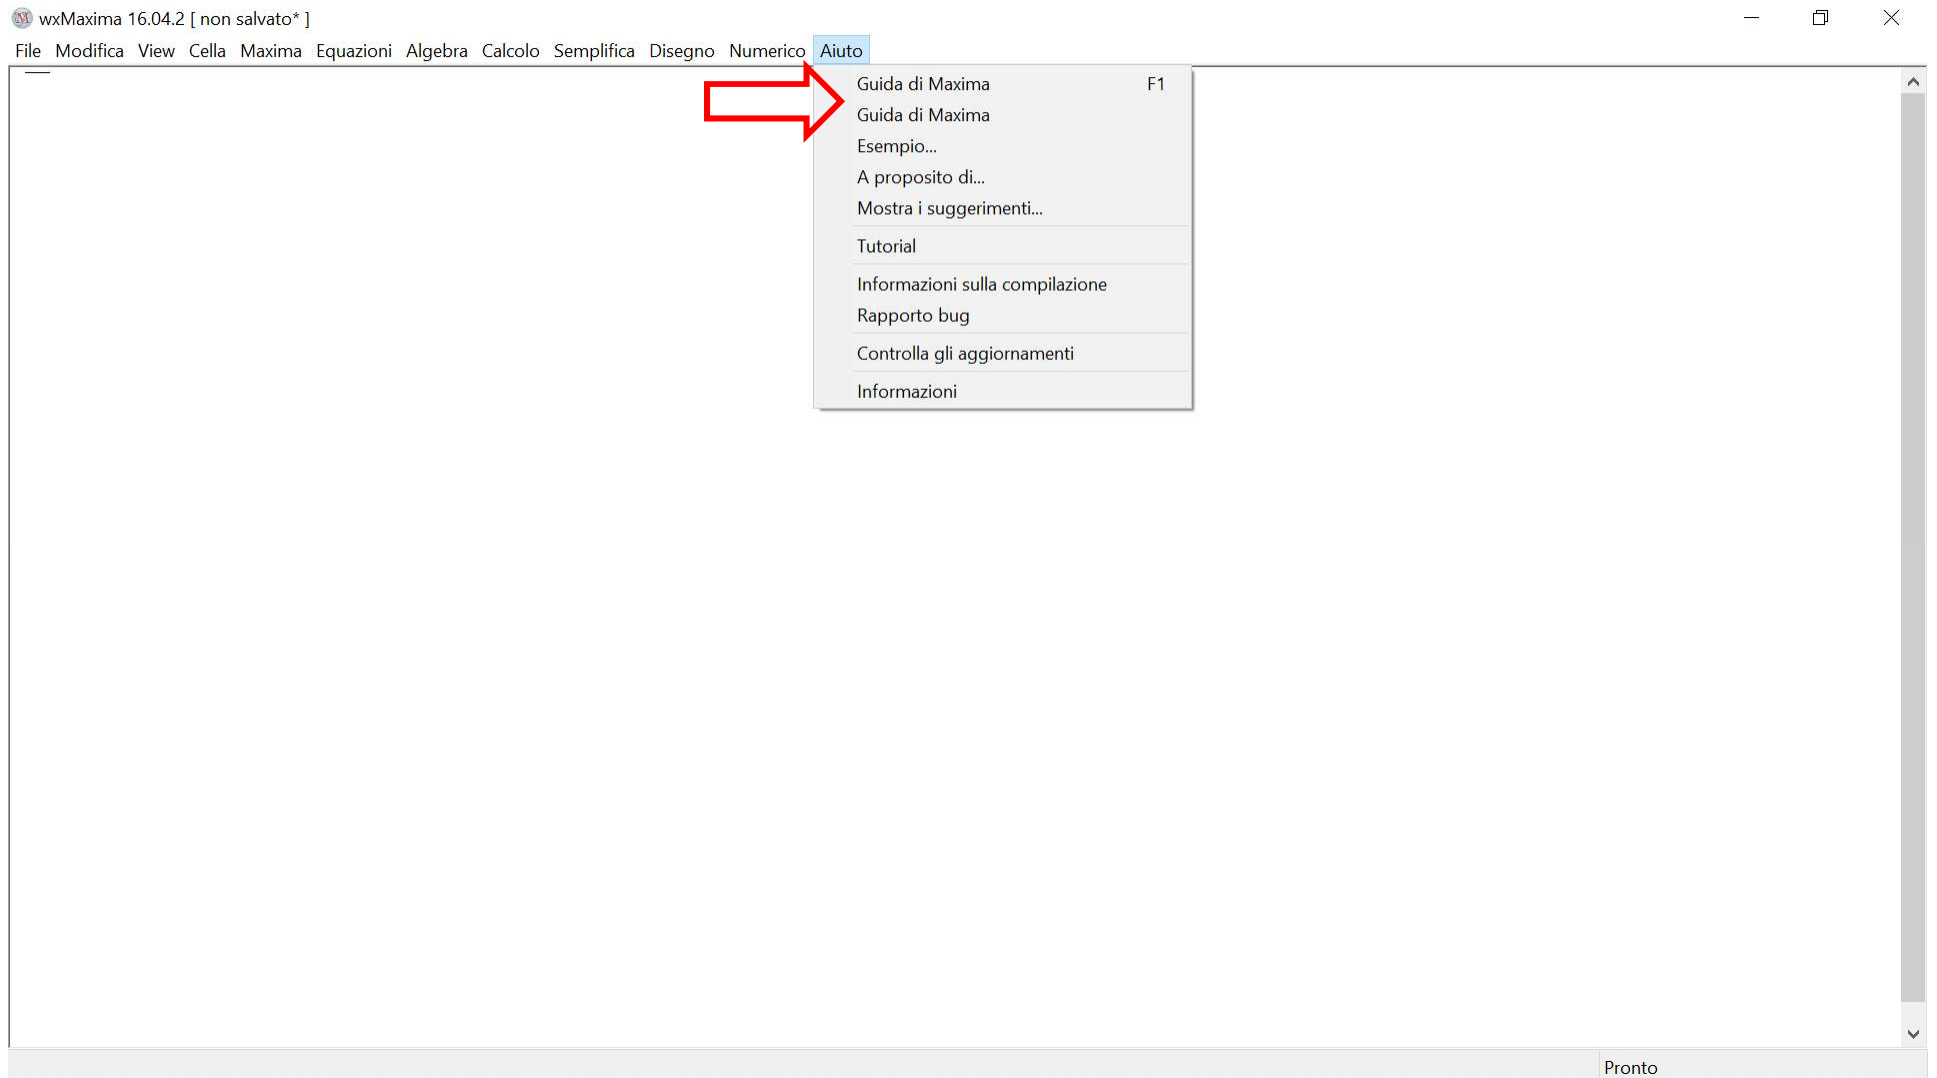 wxMaxima 16.04.2 [ non salvato* ]
File Modifica View Cella Maxima Equazioni Algebra Calcolo Semplifica Disegno Numerico Aiuto
Guida di Maxima F1
Guida di Maxima
Esempio...
A proposito di...
Mostra i suggerimenti...
Tutorial
Informazioni sulla compilazione
Rapporto bug
Controlla gli aggiornamenti
Informazioni
Pronto